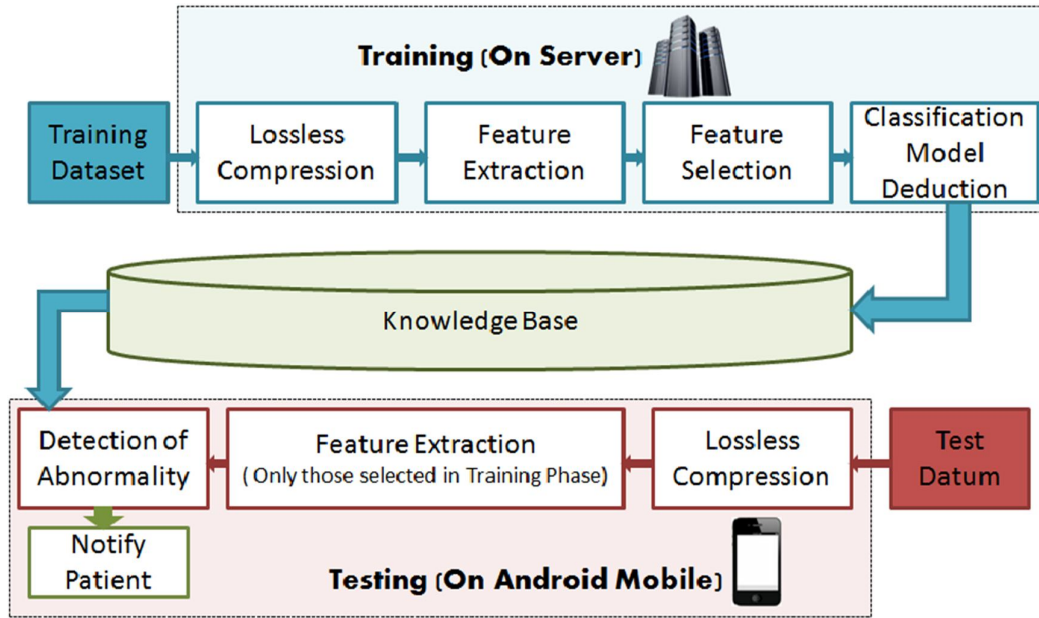 Training (On Server)
Training
Dataset
Lossless
Compression
Feature
Extraction
Feature
Selection
Classification
Model
Deduction
Knowledge Base
Detection of
Abnormality
Feature Extraction
( Only those selected in Training Phase)
Lossless
Compression
Test
Datum
Notify
Patient
Testing (On Android Mobile)